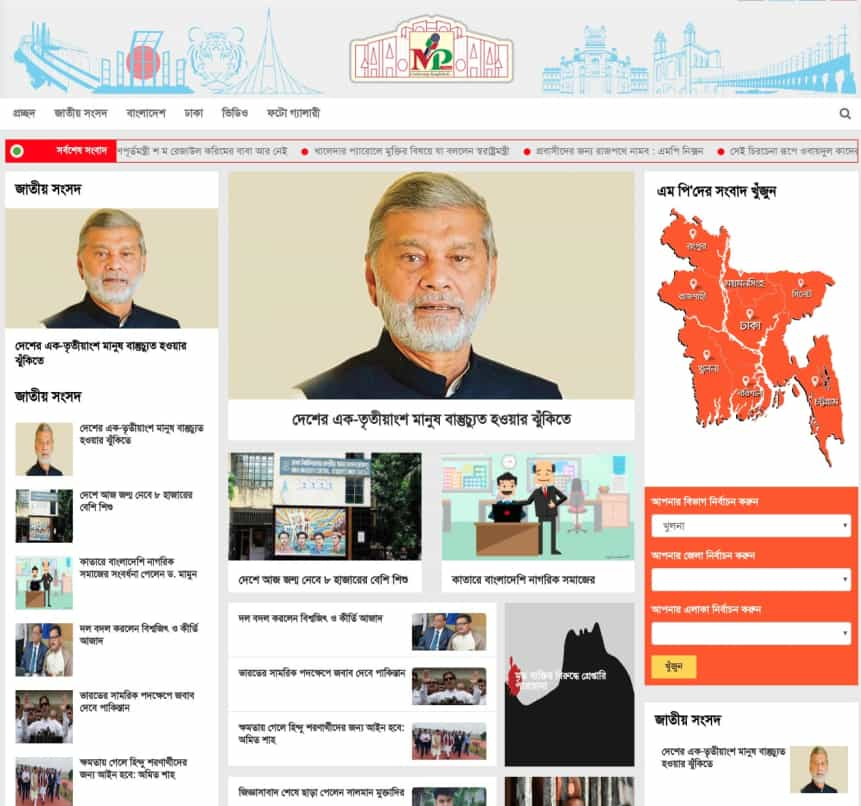 MP
প্রচ্ছদ জাতীয় সংসদ বাংলাদেশ ঢাকা ভিডিও ফটো গ্যালারী
সর্বশেষ সংবাদ
ণপূর্তমন্ত্রী শ ম রেজাউল করিমের বাবা আর নেই ● খালেদার প্যারোলে মুক্তির বিষয়ে যা বললেন স্বরাষ্ট্রমন্ত্রী ● প্রবাসীদের জন্য রাজপথে নামব : এমপি নিক্সন ● সেই চিরচেনা রূপে ওবায়দুল কাদের
জাতীয় সংসদ
দেশের এক-তৃতীয়াংশ মানুষ বাস্তুচ্যুত হওয়ার
ঝুঁকিতে
জাতীয় সংসদ
দেশের এক-তৃতীয়াংশ মানুষ বাস্তুচ্যুত
হওয়ার ঝুঁকিতে
দেশে আজ জন্ম নেবে ৮ হাজারের
বেশি শিশু
কাতারে বাংলাদেশি নাগরিক
সমাজের সংবর্ধনা পেলেন ড. মামুন
দল বদল করলেন বিশ্বজিৎ ও কীর্তি
আজাদ
ভারতের সামরিক পদক্ষেপে জবাব
দেবে পাকিস্তান
ক্ষমতায় গেলে হিন্দু শরণার্থীদের
জন্য আইন হবে: অমিত শাহ
দেশের এক-তৃতীয়াংশ মানুষ বাস্তুচ্যুত হওয়ার ঝুঁকিতে
দেশে আজ জন্ম নেবে ৮ হাজারের বেশি শিশু
কাতারে বাংলাদেশি নাগরিক সমাজের
দল বদল করলেন বিশ্বজিৎ ও কীর্তি আজাদ
ভারতের সামরিক পদক্ষেপে জবাব দেবে পাকিস্তান
ক্ষমতায় গেলে হিন্দু শরণার্থীদের জন্য আইন হবে:
অমিত শাহ
জিজ্ঞাসাবাদ শেষে ছাড়া পেলেন সালমান মুক্তাদির
মৃত ব্যক্তির বিরুদ্ধে গ্রেপ্তারি
পরোয়ানা
এম পি'দের সংবাদ খুঁজুন
রংপুর
ময়মনসিংহ
রাজশাহী
সিলেট
ঢাকা
খুলনা
বরিশাল
চট্টগ্রাম
আপনার বিভাগ নির্বাচন করুন
খুলনা
আপনার জেলা নির্বাচন করুন
আপনার এলাকা নির্বাচন করুন
খুঁজুন
জাতীয় সংসদ
দেশের এক-তৃতীয়াংশ মানুষ বাস্তুচ্যুত
হওয়ার ঝুঁকিতে